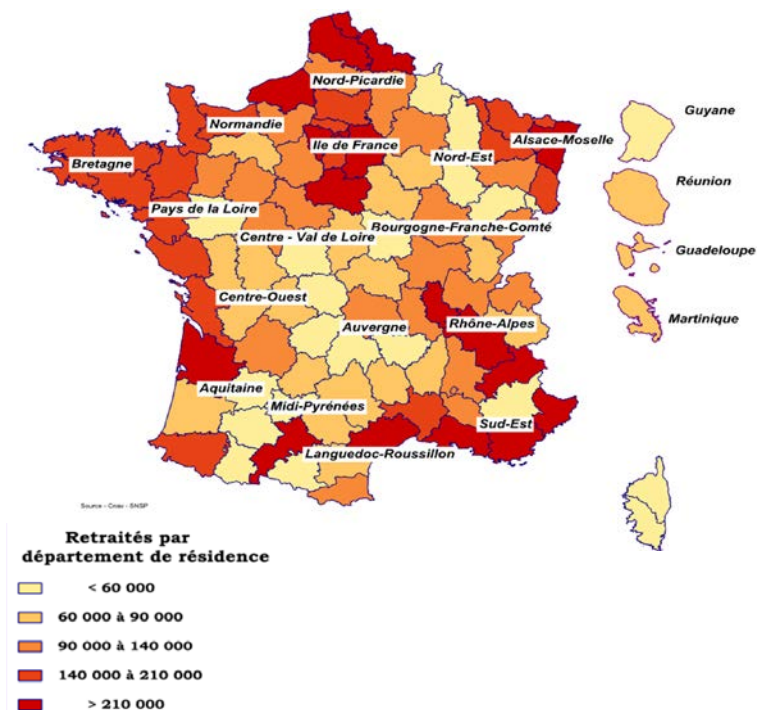 Nord-Picardie
Guyane
Normandie
Ile de France
Alsace-Moselle
Nord-Est
Bretagne
Réunion
Pays de la Loire
Bourgogne-Franche-Comté
Centre - Val de Loire
Guadeloupe
Centre-Ouest
Auvergne
Rhône-Alpes
Martinique
Aquitaine
Midi-Pyrénées
Sud-Est
Languedoc-Roussillon
Source - Cnav - SNSP
Retraités par
département de résidence
< 60 000
60 000 à 90 000
90 000 à 140 000
140 000 à 210 000
> 210 000